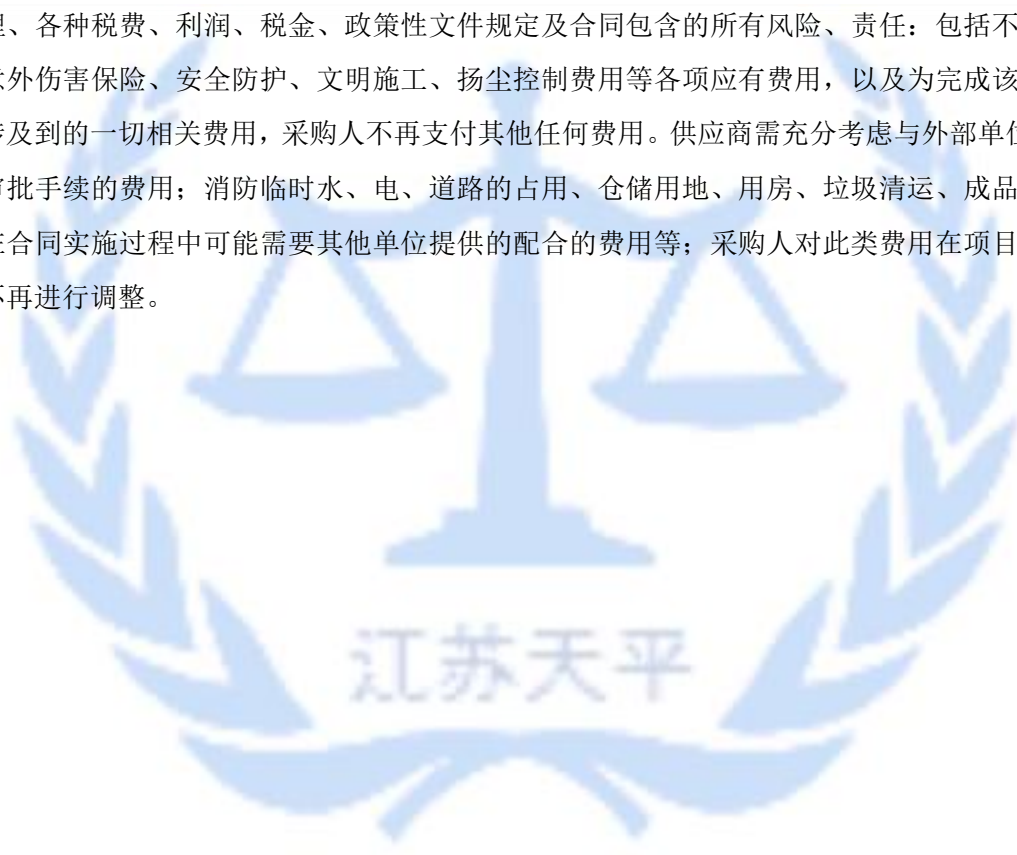 理、各种税费、利润、税金、政策性文件规定及合同包含的所有风险、责任：包括不
意外伤害保险、安全防护、文明施工、扬尘控制费用等各项应有费用，以及为完成该
涉及到的一切相关费用，采购人不再支付其他任何费用。供应商需充分考虑与外部单位
审批手续的费用；消防临时水、电、道路的占用、仓储用地、用房、垃圾清运、成品
在合同实施过程中可能需要其他单位提供的配合的费用等；采购人对此类费用在项目
不再进行调整。
江苏天平